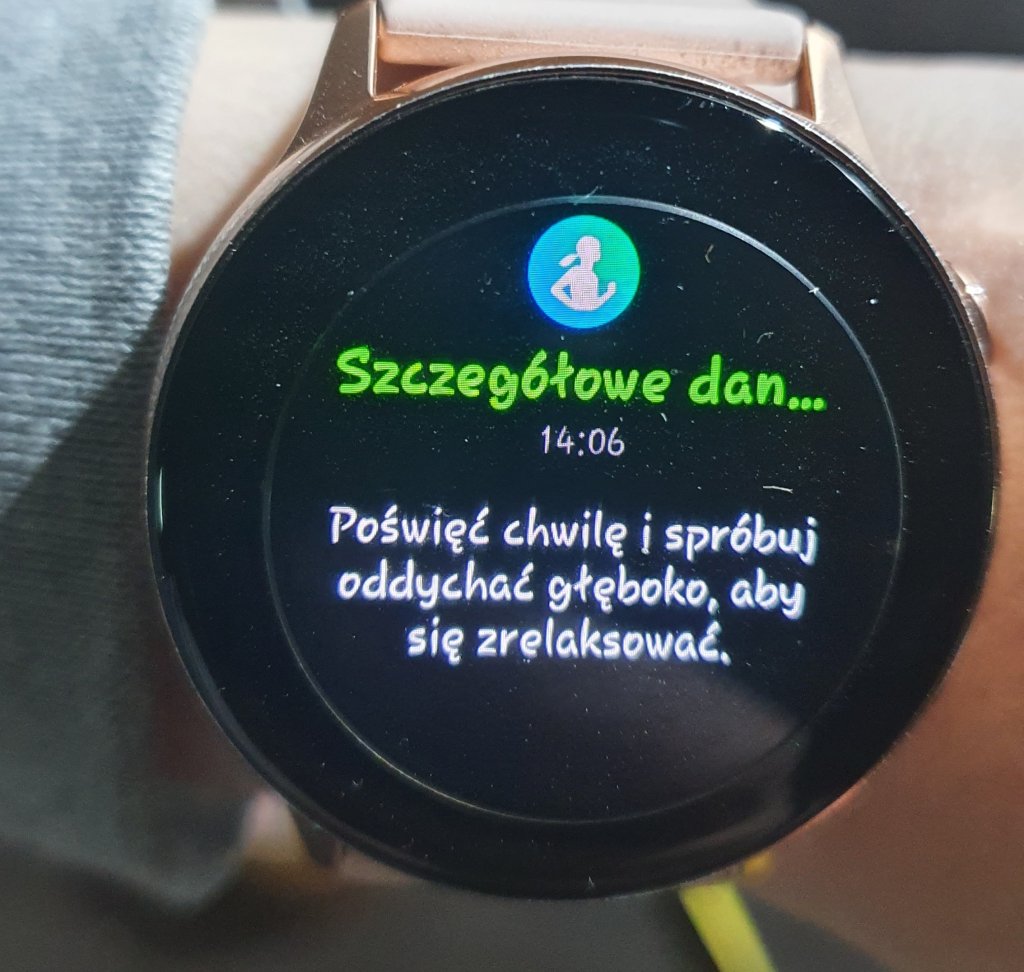 Szczegółowe dan...
14:06
Poświęć chwilę i spróbuj
oddychać głęboko, aby
się zrelaksować.